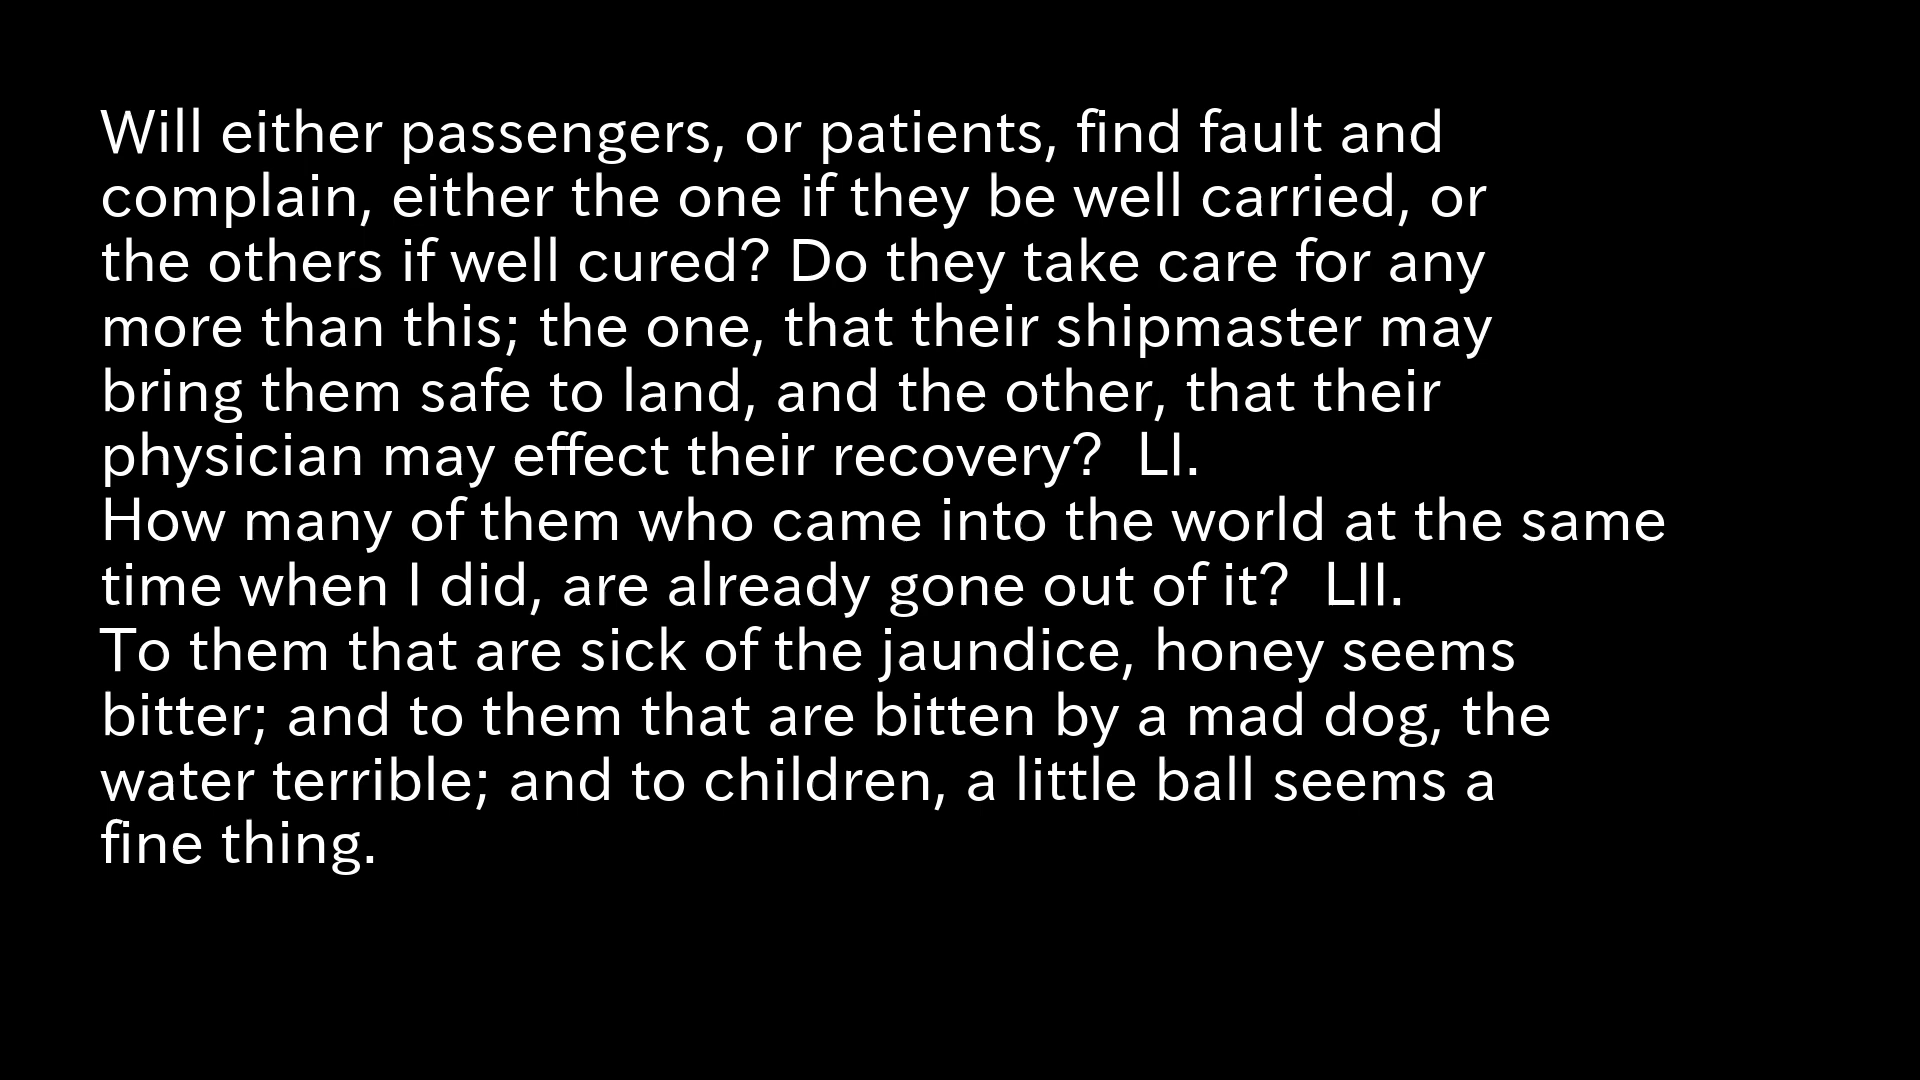 Will either passengers, or patients, find fault and
complain, either the one if they be well carried, or
the others if well cured? Do they take care for any
more than this; the one, that their shipmaster may
bring them safe to land, and the other, that their
physician may effect their recovery?  LI.
How many of them who came into the world at the same
time when I did, are already gone out of it?  LII.
To them that are sick of the jaundice, honey seems
bitter; and to them that are bitten by a mad dog, the
water terrible; and to children, a little ball seems a
fine thing.